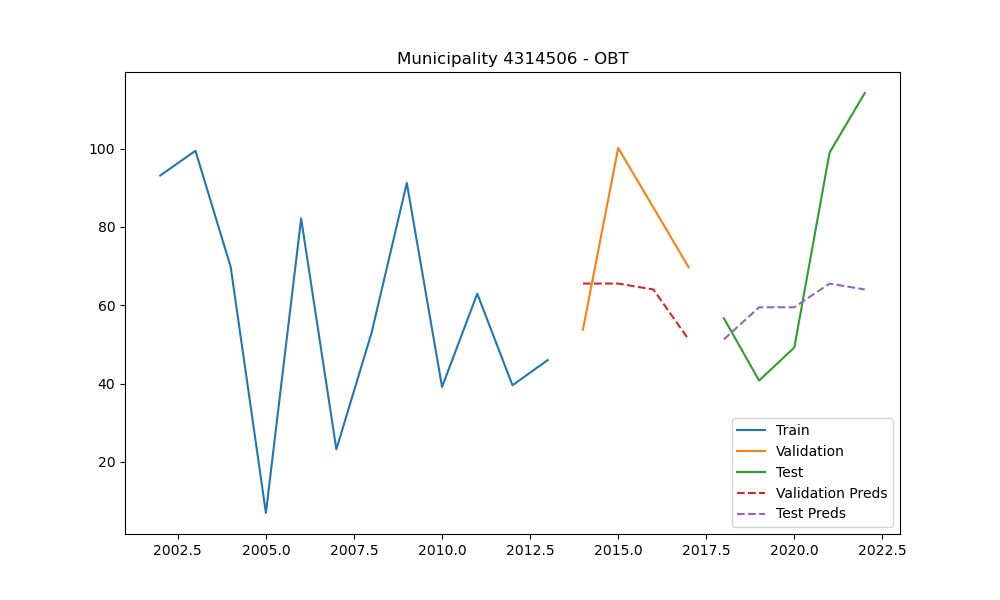 Municipality 4314506 - OBT
100
80
60
40
20
2002.5 2005.0 2007.5 2010.0 2012.5 2015.0 2017.5 2020.0 2022.5
Train
Validation
Test
Validation Preds
Test Preds